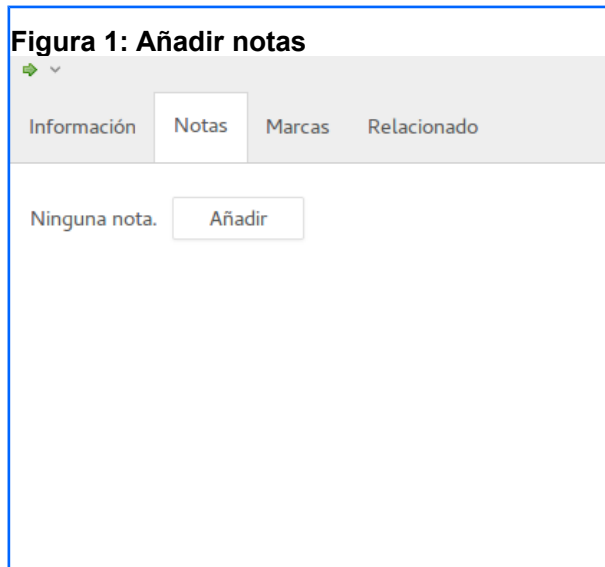 Figura 1: Añadir notas
Información Notas Marcas Relacionado
Ninguna nota. Añadir